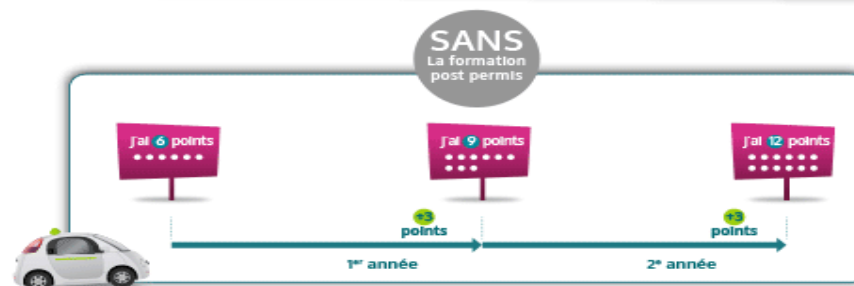 SANS
La formation
post permis
J'ai 6 points
J'ai 9 points
J'ai 12 points
+3
points
+3
points
1er année
2e année